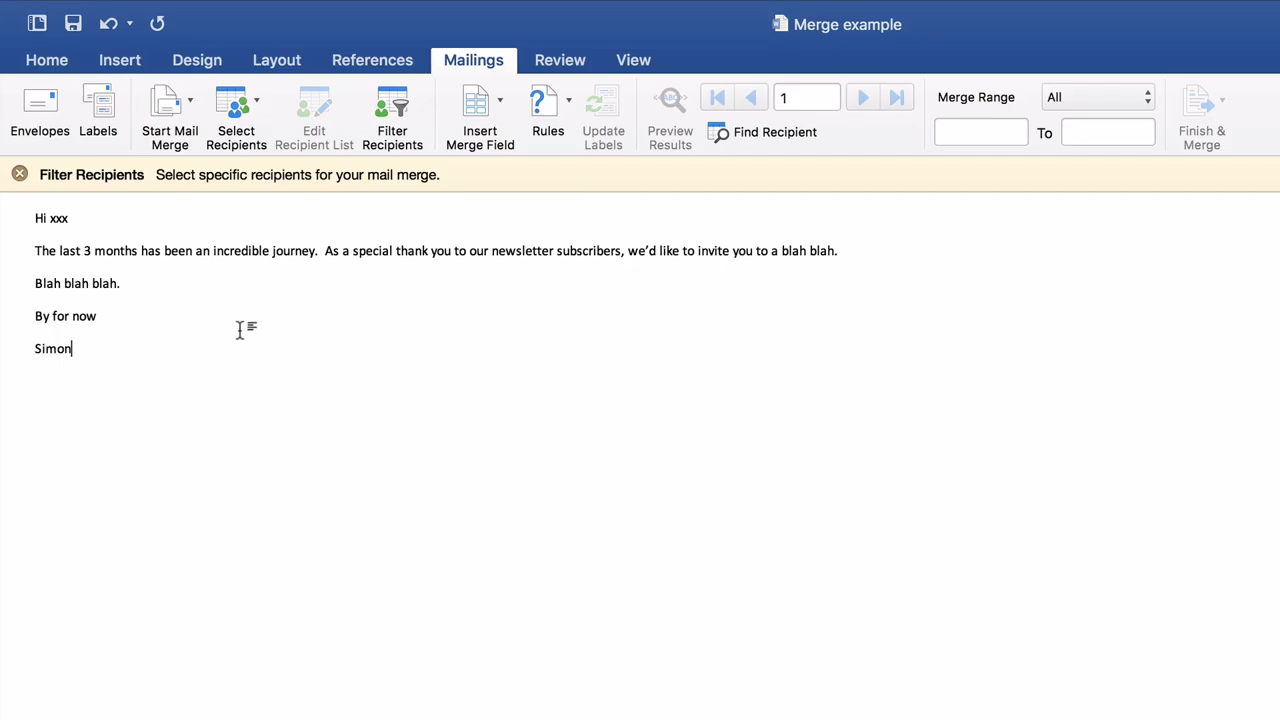 Merge example
Home Insert Design Layout References Mailings Review View
1 Merge Range All
Envelopes Labels Start Mail Merge Select Recipients Edit Recipient List Filter Recipients Insert Merge Field Rules Update Labels Preview Results Find Recipient To Finish & Merge
Filter Recipients Select specific recipients for your mail merge.
Hi xxx
The last 3 months has been an incredible journey. As a special thank you to our newsletter subscribers, we'd like to invite you to a blah blah.
Blah blah blah.
By for now
Simon